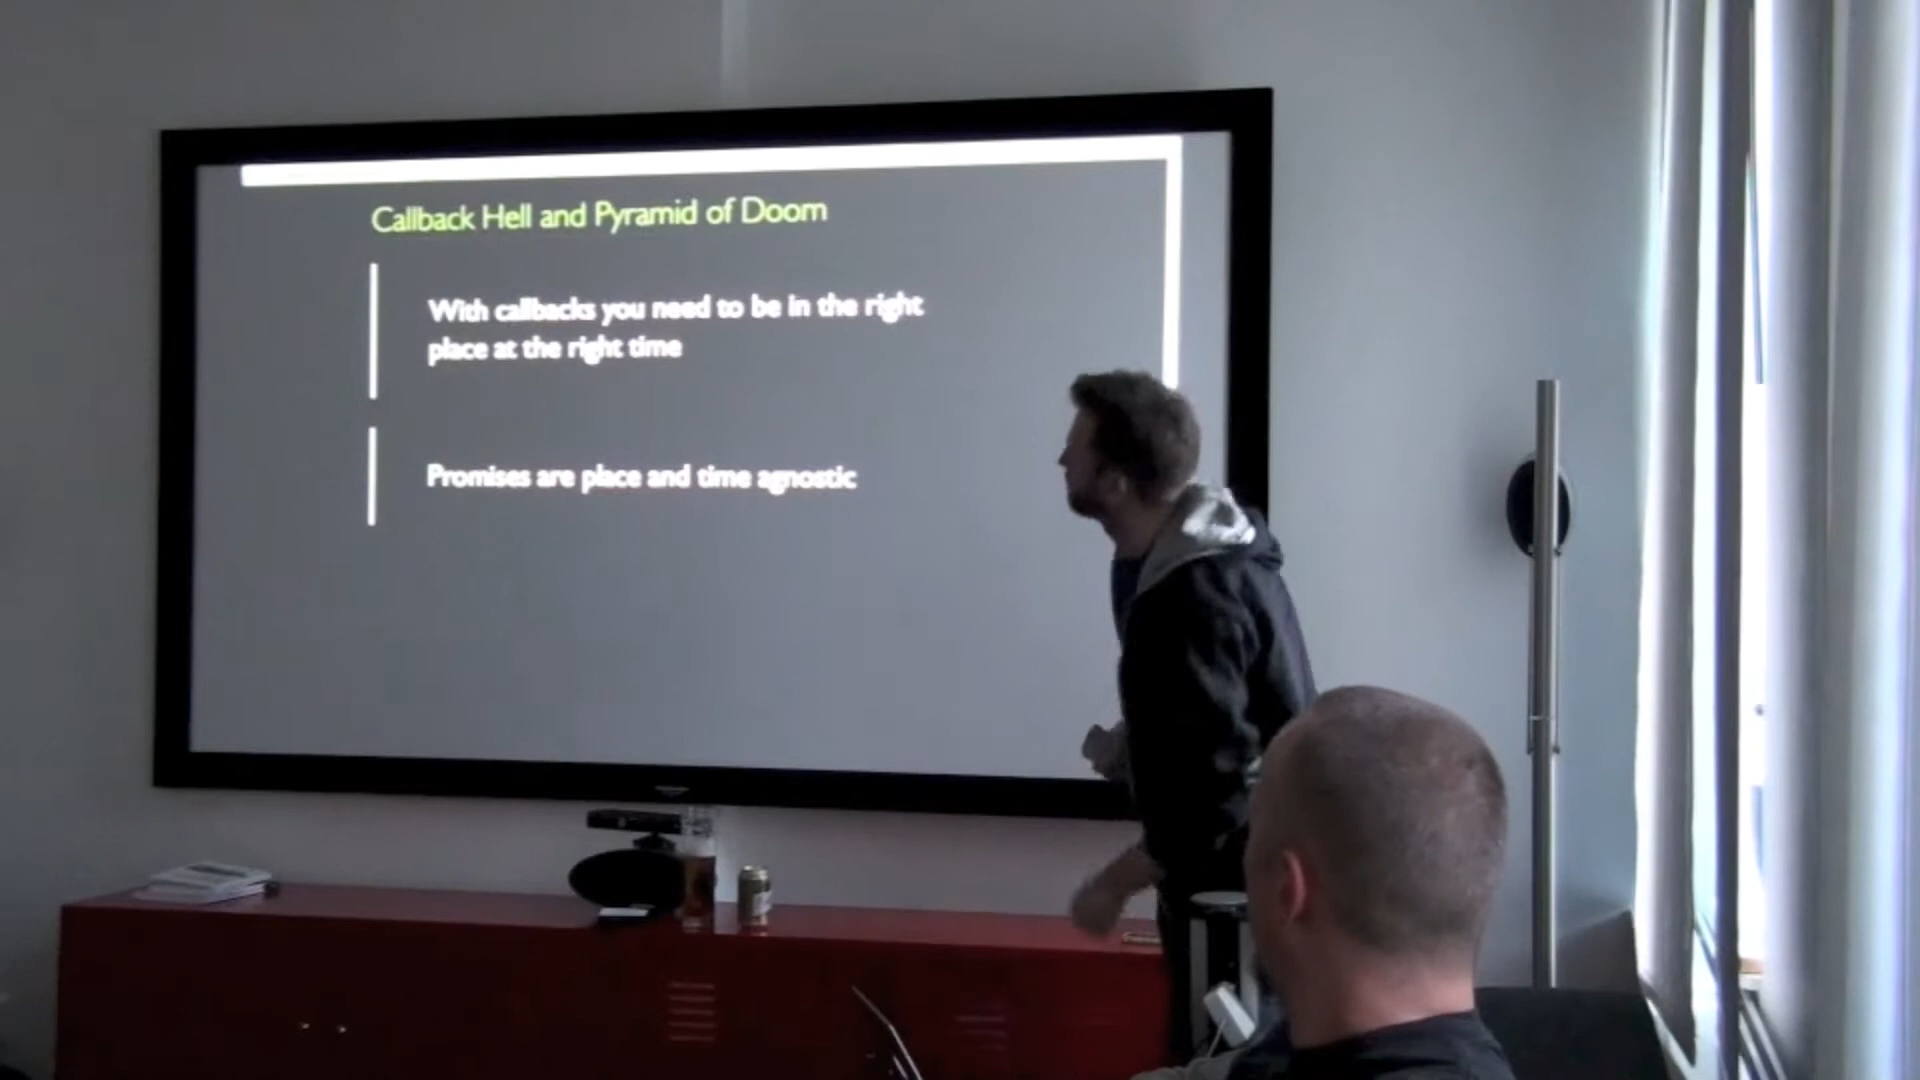 Callback Hell and Pyramid of Doom
With callbacks you need to be in the right
place at the right time
Promises are place and time agnostic